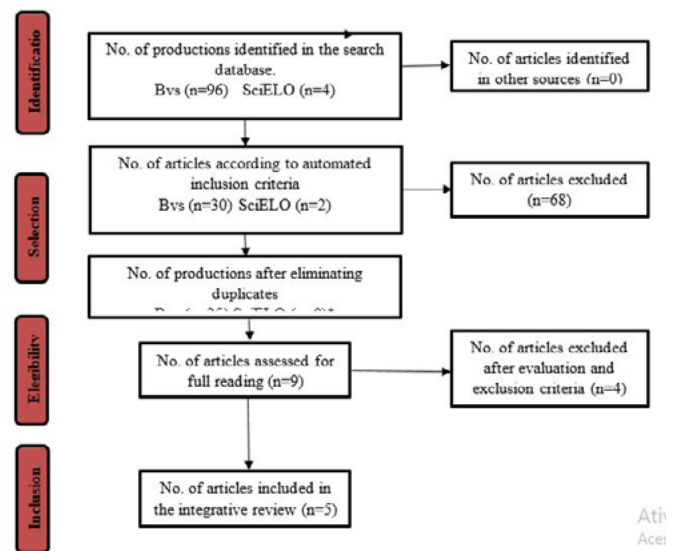 Identificatio
No. of productions identified in the search
database.
Bvs (n=96) SciELO (n=4)
No. of articles identified
in other sources (n=0)
Selection
No. of articles according to automated
inclusion criteria
Bvs (n=30) SciELO (n=2)
No. of articles excluded
(n=68)
No. of productions after eliminating
duplicates
Elegibility
No. of articles assessed for
full reading (n=9)
No. of articles excluded
after evaluation and
exclusion criteria (n=4)
Inclusion
No. of articles included in
the integrative review (n=5)